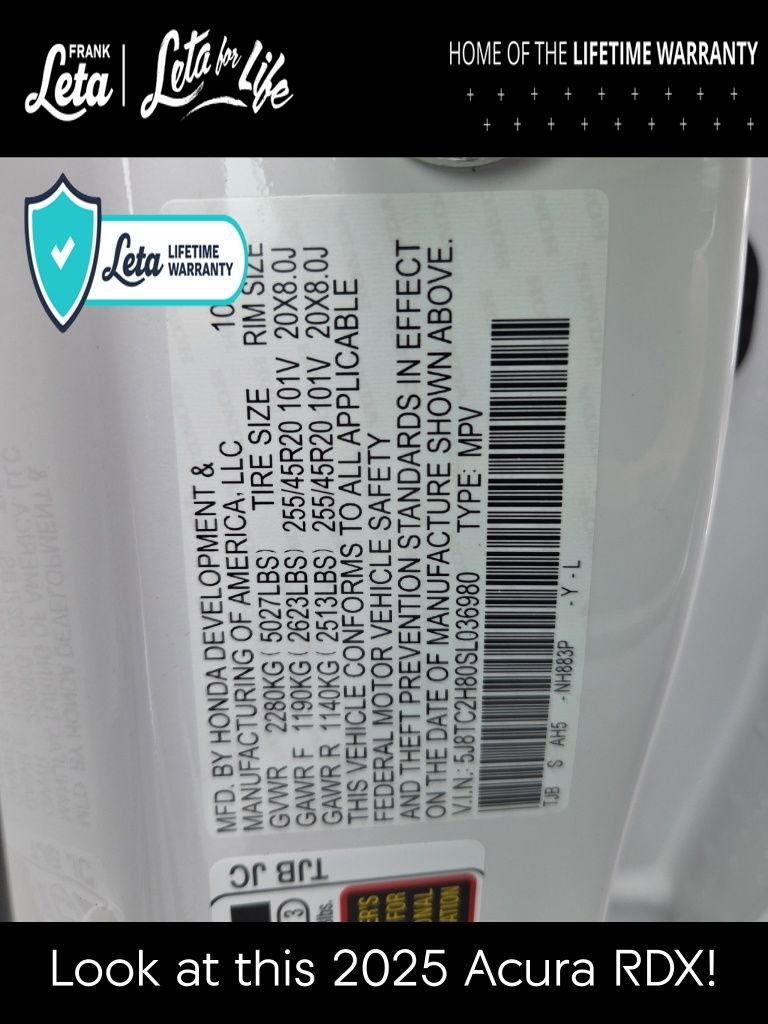 FRANK
Leta
Leta for Life
HOME OF THE LIFETIME WARRANTY
Leta LIFETIME
WARRANTY
MFD. BY HONDA DEVELOPMENT & 10
MANUFACTURING OF AMERICA, LLC
TIRE SIZE RIM SIZE
GVWR 2280KG(5027LBS)
GAWR F 1190KG(2623LBS) 255/45R20 101V 20X8.0J
GAWR R 1140KG(2513LBS) 255/45R20 101V 20X8.0J
THIS VEHICLE CONFORMS TO ALL APPLICABLE
FEDERAL MOTOR VEHICLE SAFETY
AND THEFT PREVENTION STANDARDS IN EFFECT
ON THE DATE OF MANUFACTURE SHOWN ABOVE.
V.I.N.: 5J8TC2H80SL036980 TYPE: MPV
TJB S AH5 -NH883P -Y-L
TJB JC
3
lbs.
FOR
Look at this 2025 Acura RDX!